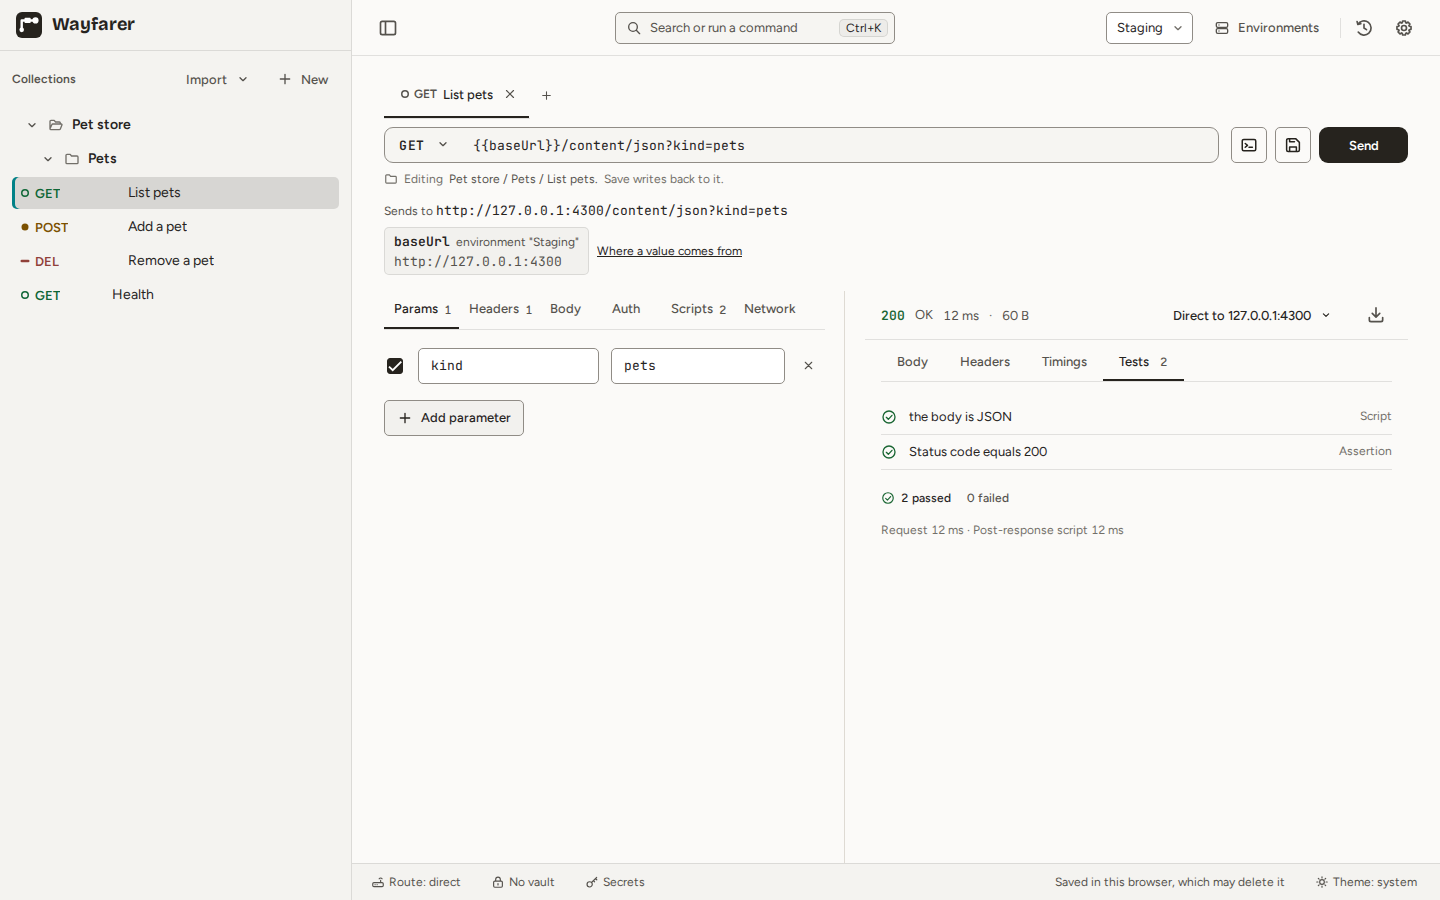 Wayfarer
Search or run a command Ctrl+K
Staging
Environments
Collections
Import
New
Pet store
Pets
GET List pets
POST Add a pet
DEL Remove a pet
GET Health
GET List pets
GET {{baseUrl}}/content/json?kind=pets
Send
Editing Pet store / Pets / List pets. Save writes back to it.
Sends to http://127.0.0.1:4300/content/json?kind=pets
baseUrl environment "Staging"
http://127.0.0.1:4300
Where a value comes from
Params 1 Headers 1 Body Auth Scripts 2 Network
kind pets
Add parameter
200 OK 12 ms · 60 B
Direct to 127.0.0.1:4300
Body Headers Timings Tests 2
the body is JSON Script
Status code equals 200 Assertion
2 passed 0 failed
Request 12 ms · Post-response script 12 ms
Route: direct
No vault
Secrets
Saved in this browser, which may delete it
Theme: system